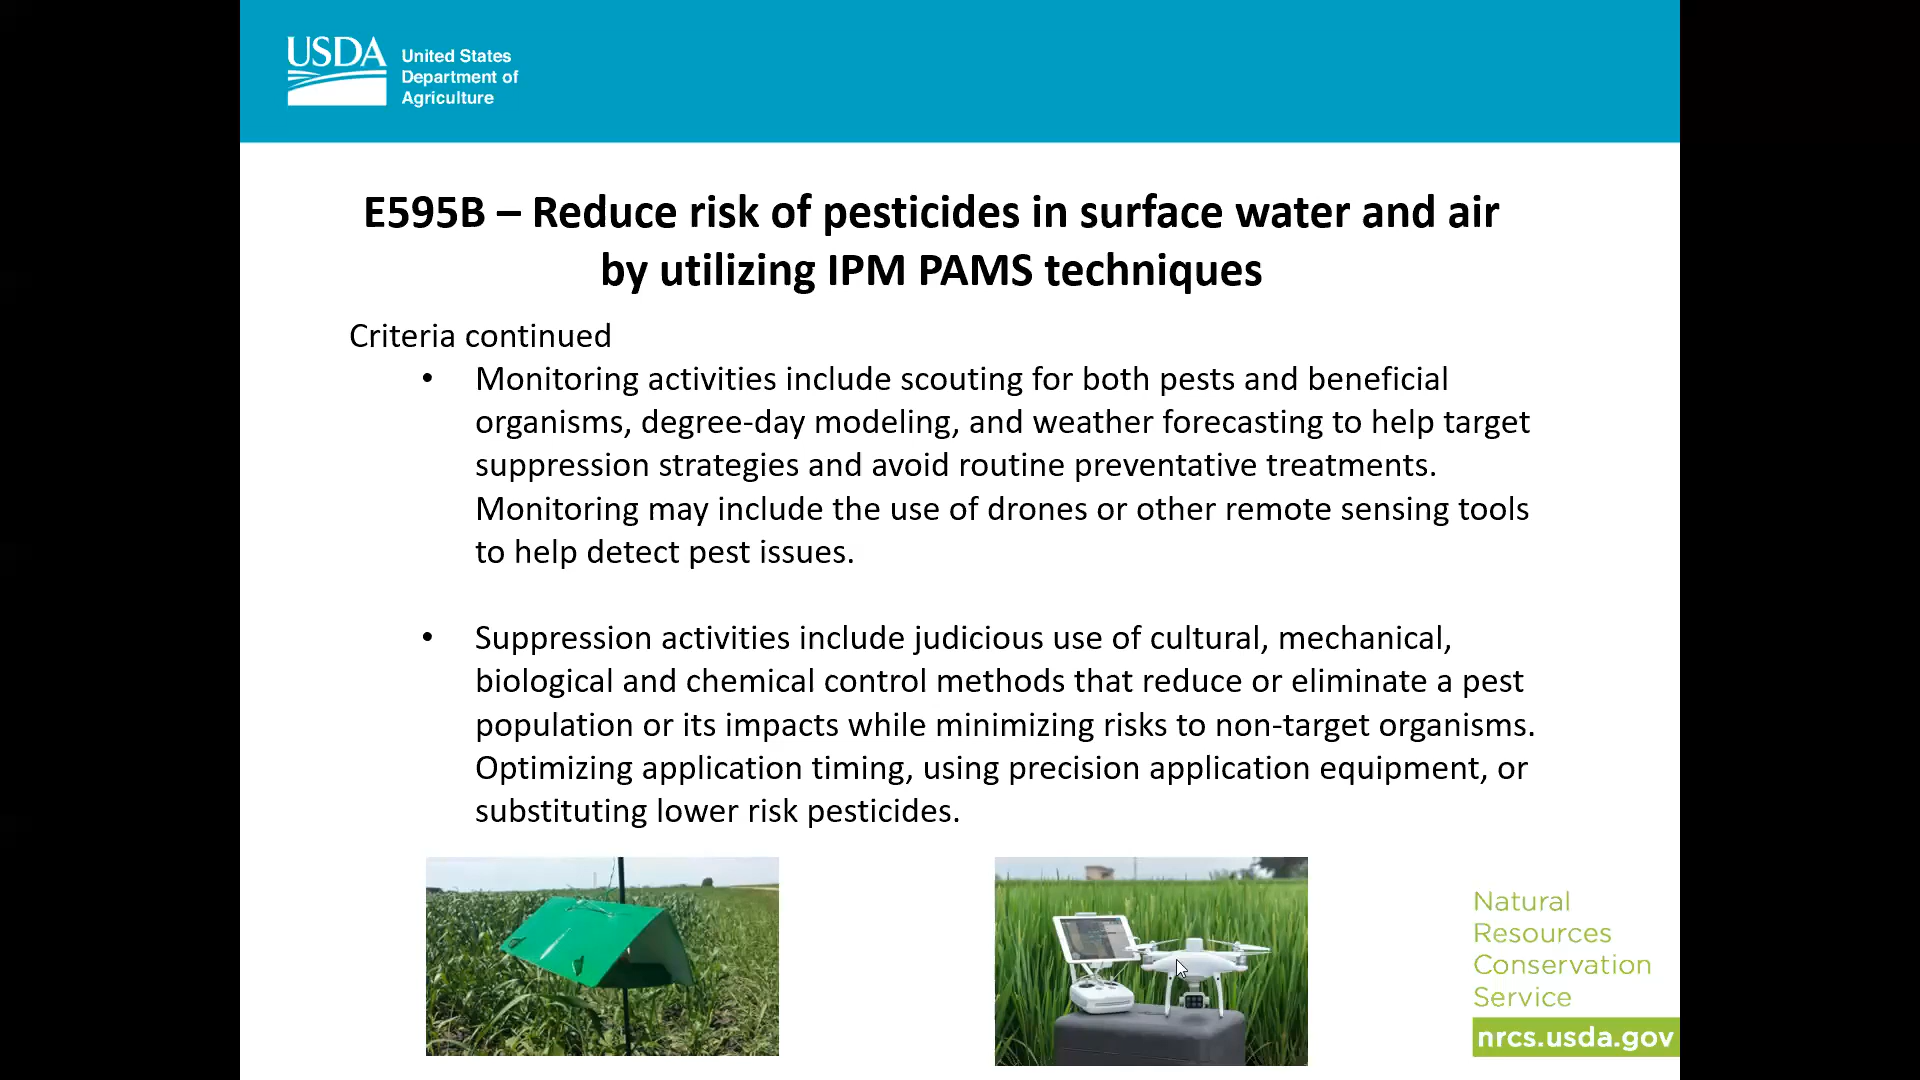 USDA
United States
Department of
Agriculture
E595B – Reduce risk of pesticides in surface water and air
by utilizing IPM PAMS techniques
Criteria continued
• Monitoring activities include scouting for both pests and beneficial
organisms, degree-day modeling, and weather forecasting to help target
suppression strategies and avoid routine preventative treatments.
Monitoring may include the use of drones or other remote sensing tools
to help detect pest issues.
• Suppression activities include judicious use of cultural, mechanical,
biological and chemical control methods that reduce or eliminate a pest
population or its impacts while minimizing risks to non-target organisms.
Optimizing application timing, using precision application equipment, or
substituting lower risk pesticides.
Natural
Resources
Conservation
Service
nrcs.usda.gov